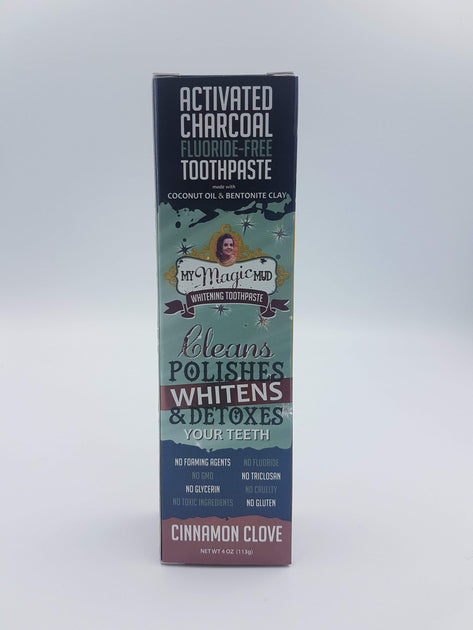 ACTIVATED
CHARCOAL
FLUORIDE-FREE
TOOTHPASTE
made with
COCONUT OIL & BENTONITE CLAY
MY Magic MUD
WHITENING TOOTHPASTE
Cleans
POLISHES
WHITENS
& DETOXES
YOUR TEETH
NO FOAMING AGENTS NO FLUORIDE
NO GMO NO TRICLOSAN
NO GLYCERIN NO CRUELTY
NO TOXIC INGREDIENTS NO GLUTEN
CINNAMON CLOVE
NET WT 4 OZ (113g)